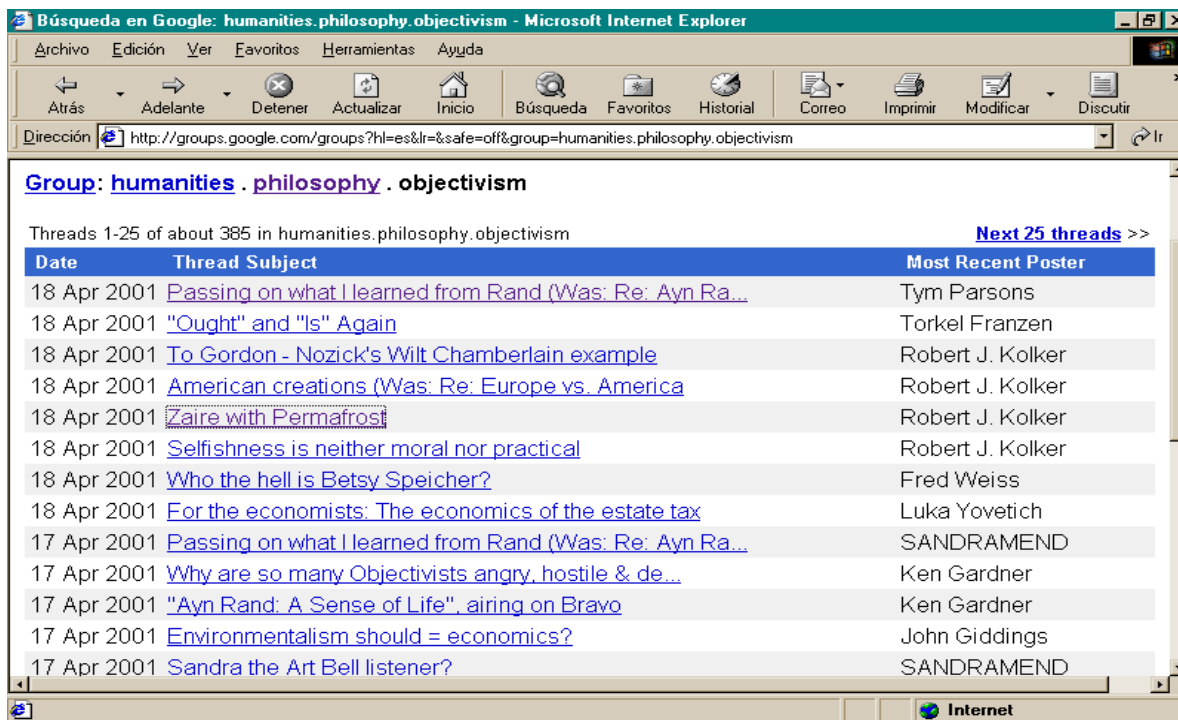 Búsqueda en Google: humanities.philosophy.objectivism - Microsoft Internet Explorer
Archivo Edición Ver Favoritos Herramientas Ayuda
Atrás Adelante Detener Actualizar Inicio Búsqueda Favoritos Historial Correo Imprimir Modificar Discutir
Dirección http://groups.google.com/groups?hl=es&lr=&safe=off&group=humanities.philosophy.objectivism Ir
Group: humanities . philosophy . objectivism
Threads 1-25 of about 385 in humanities.philosophy.objectivism Next 25 threads >>
Date Thread Subject Most Recent Poster
18 Apr 2001 Passing on what I learned from Rand (Was: Re: Ayn Ra... Tym Parsons
18 Apr 2001 "Ought" and "Is" Again Torkel Franzen
18 Apr 2001 To Gordon - Nozick's Wilt Chamberlain example Robert J. Kolker
18 Apr 2001 American creations (Was: Re: Europe vs. America Robert J. Kolker
18 Apr 2001 Zaire with Permafrost Robert J. Kolker
18 Apr 2001 Selfishness is neither moral nor practical Robert J. Kolker
18 Apr 2001 Who the hell is Betsy Speicher? Fred Weiss
18 Apr 2001 For the economists: The economics of the estate tax Luka Yovetich
17 Apr 2001 Passing on what I learned from Rand (Was: Re: Ayn Ra... SANDRAMEND
17 Apr 2001 Why are so many Objectivists angry, hostile & de... Ken Gardner
17 Apr 2001 "Ayn Rand: A Sense of Life", airing on Bravo Ken Gardner
17 Apr 2001 Environmentalism should = economics? John Giddings
17 Apr 2001 Sandra the Art Bell listener? SANDRAMEND
Internet